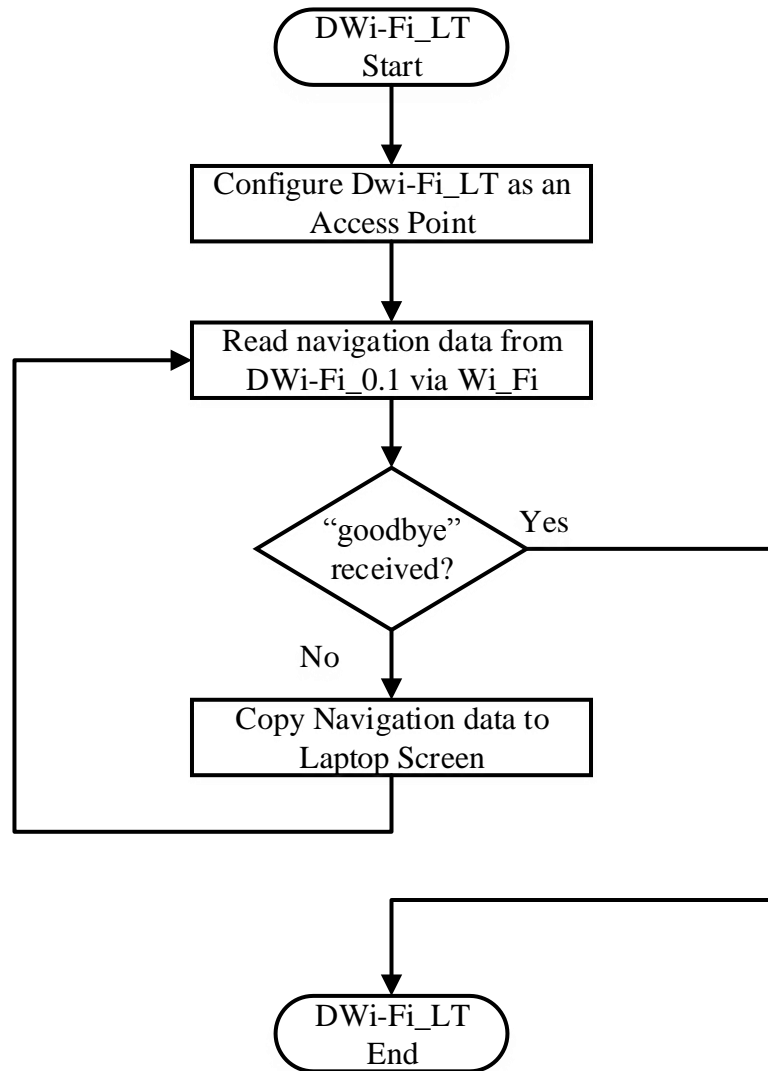 DWi-Fi_LT
Start
Configure Dwi-Fi_LT as an
Access Point
Read navigation data from
DWi-Fi_0.1 via Wi_Fi
“goodbye”
received?
Yes
No
Copy Navigation data to
Laptop Screen
DWi-Fi_LT
End